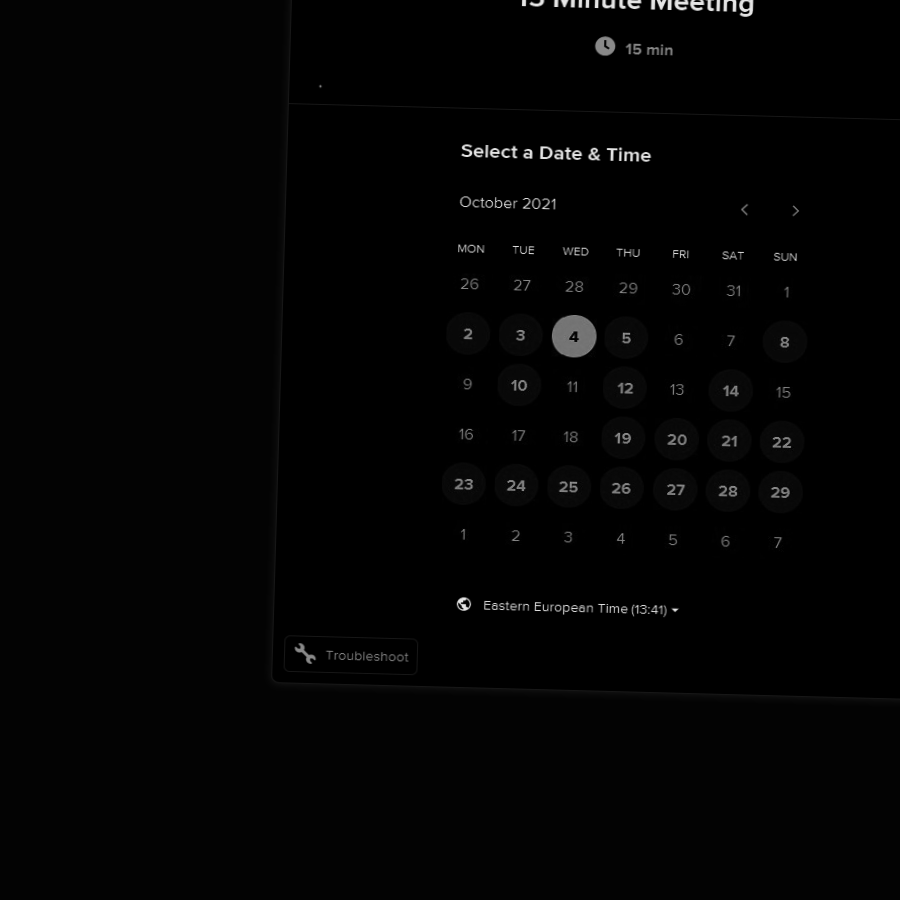 15 Minute Meeting
15 min
Select a Date & Time
October 2021
MON TUE WED THU FRI SAT SUN
26 27 28 29 30 31 1
2 3 4 5 6 7 8
9 10 11 12 13 14 15
16 17 18 19 20 21 22
23 24 25 26 27 28 29
1 2 3 4 5 6 7
Eastern European Time (13:41)
Troubleshoot